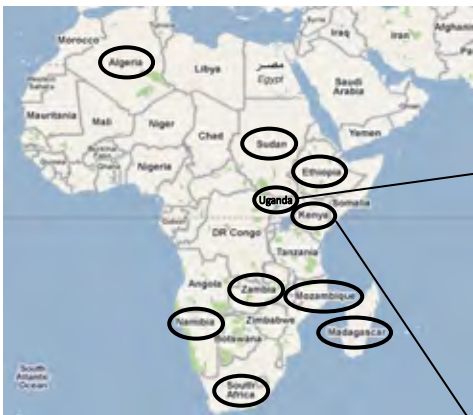 Morocco
Algeria
Libya
مصر
Egypt
Iraq
Iran
Saudi
Arabia
Mauritania
Mali
Niger
Chad
Sudan
Yemen
Nigeria
Ethiopia
Uganda
Somalia
Kenya
DR Congo
Tanzania
Angola
Zambia
Mozambique
Namibia
Zimbabwe
Madagascar
Botswana
South
Atlantic
Ocean
South
Africa